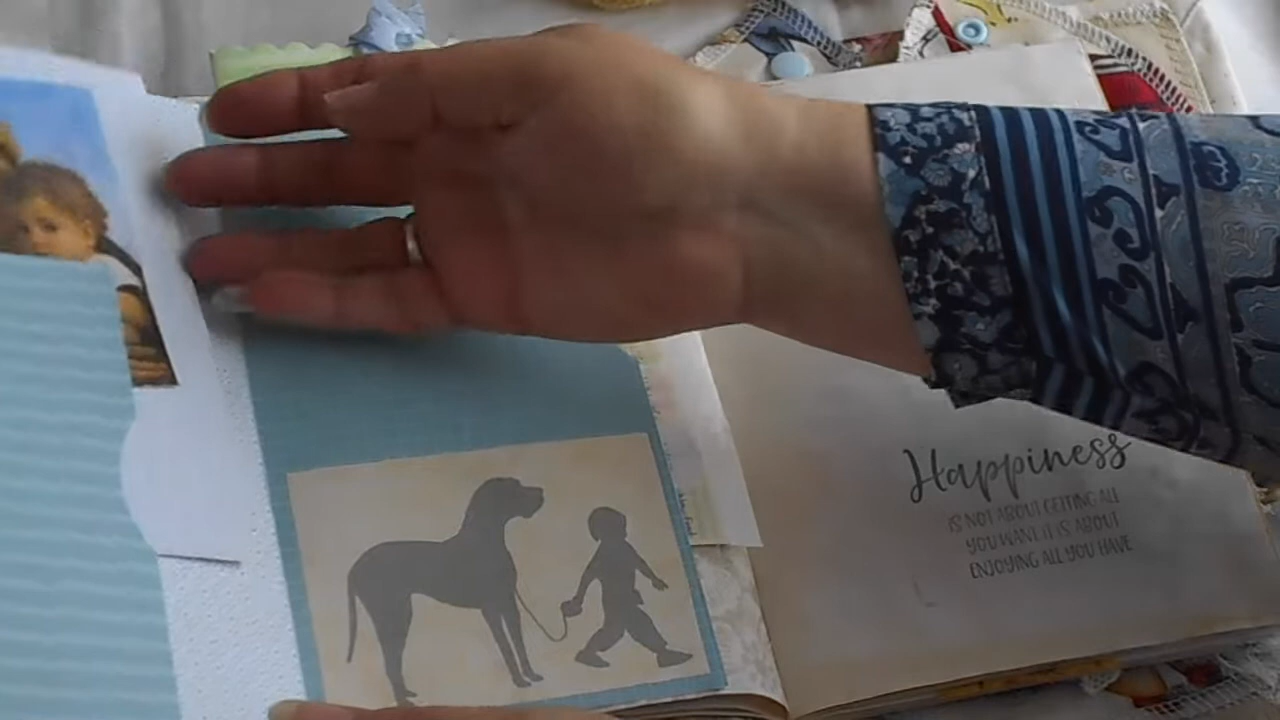 Happiness
IS NOT ABOUT GETTING ALL
YOU WANT IT IS ABOUT
ENJOYING ALL YOU HAVE